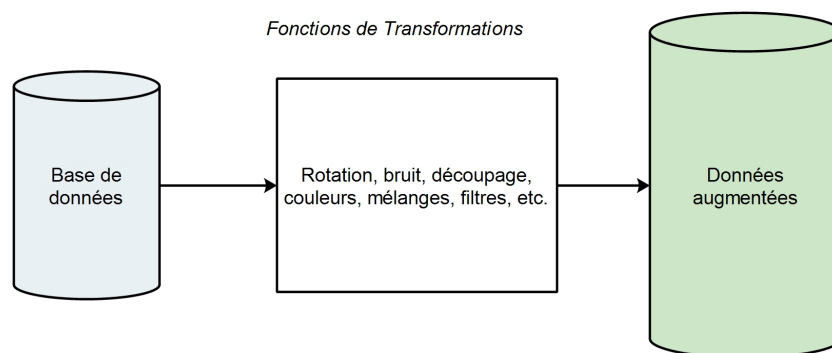 Fonctions de Transformations
Base de
données
Rotation, bruit, découpage,
couleurs, mélanges, filtres, etc.
Données
augmentées